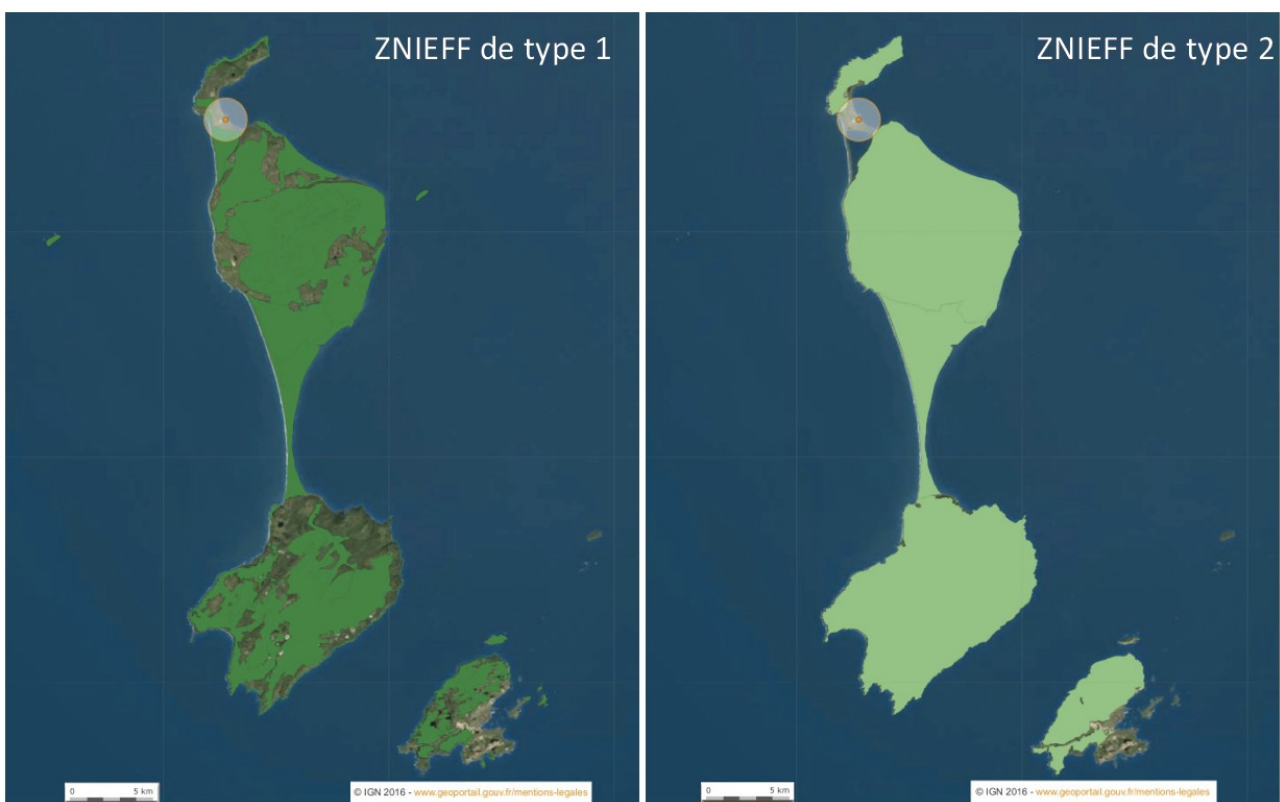 ZNIEFF de type 1
ZNIEFF de type 2
0 5 km
© IGN 2016 - www.geoportail.gouv.fr/mentions-legales
0 5 km
© IGN 2016 - www.geoportail.gouv.fr/mentions-legales